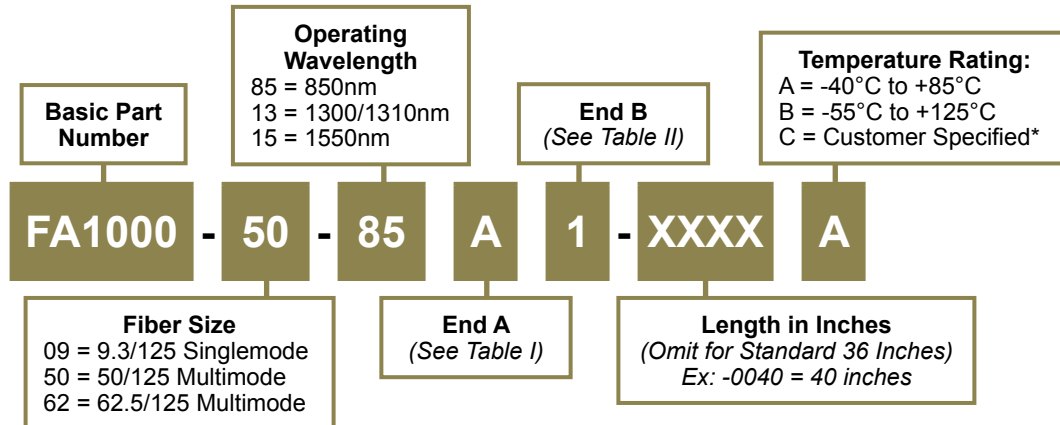 Basic Part
Number
Operating
Wavelength
85 = 850nm
13 = 1300/1310nm
15 = 1550nm
End B
(See Table II)
Temperature Rating:
A = -40°C to +85°C
B = -55°C to +125°C
C = Customer Specified*
FA1000 - 50 - 85 A 1 - XXXX A
Fiber Size
09 = 9.3/125 Singlemode
50 = 50/125 Multimode
62 = 62.5/125 Multimode
End A
(See Table I)
Length in Inches
(Omit for Standard 36 Inches)
Ex: -0040 = 40 inches